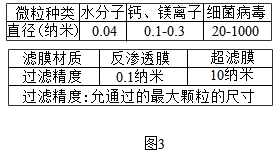 微粒种类 水分子 钙、镁离子 细菌病毒
直径(纳米) 0.04 0.1-0.3 20-1000
滤膜材质 反渗透膜 超滤膜
过滤精度 0.1纳米 10纳米
过滤精度:允通过的最大颗粒的尺寸
图3